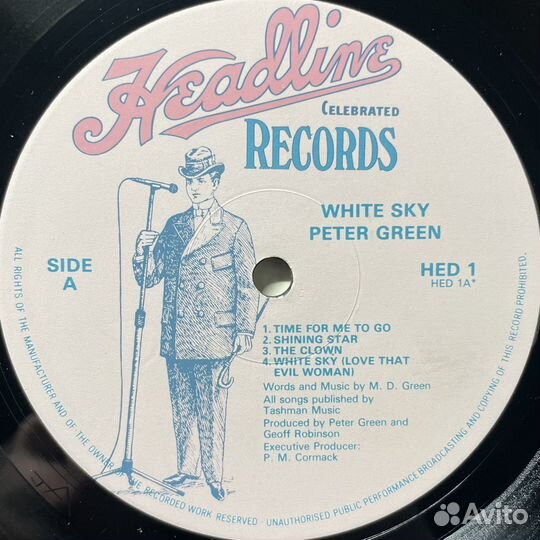 Headline
CELEBRATED
RECORDS
WHITE SKY
PETER GREEN
SIDE
A
HED 1
HED 1A*
1. TIME FOR ME TO GO
2. SHINING STAR
3. THE CLOWN
4. WHITE SKY (LOVE THAT
EVIL WOMAN)
Words and Music by M. D. Green
All songs published by
Tashman Music
Produced by Peter Green and
Geoff Robinson
Executive Producer:
P. M. Cormack
ALL RIGHTS OF THE MANUFACTURER AND OF THE OWNER OF THE RECORDED WORK RESERVED - UNAUTHORISED PUBLIC PERFORMANCE BROADCASTING AND COPYING OF THIS RECORD PROHIBITED.
Avito